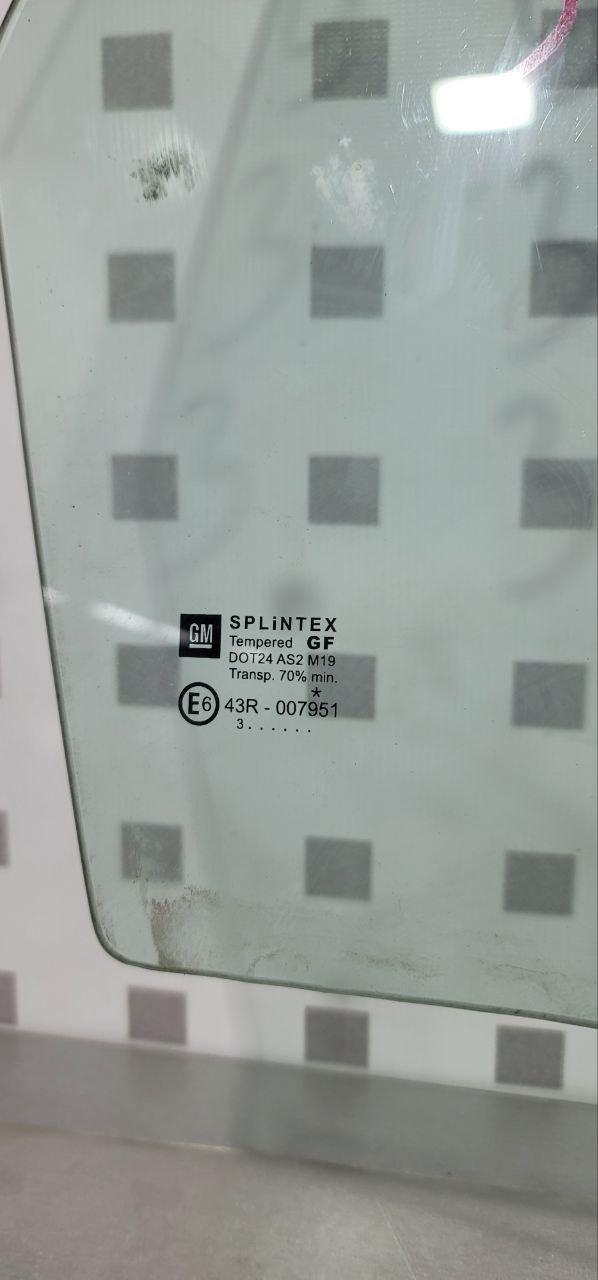 GM
SPLiNTEX
Tempered GF
DOT24 AS2 M19
Transp. 70% min.
*
E6 43R - 007951
3......